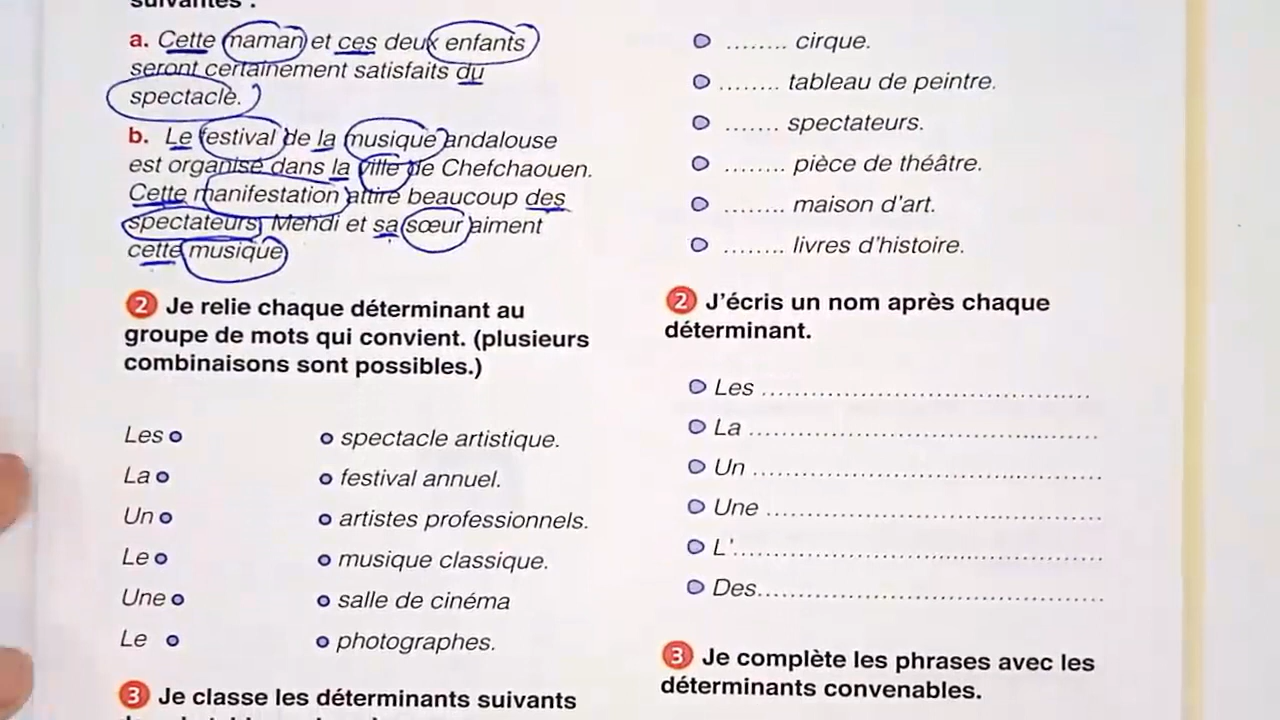 suivantes :
a. Cette maman et ces deux enfants
seront certainement satisfaits du
spectacle.
b. Le festival de la musique andalouse
est organisé dans la ville de Chefchaouen.
Cette manifestation attire beaucoup des
spectateurs. Mehdi et sa sœur aiment
cette musique
2 Je relie chaque déterminant au
groupe de mots qui convient. (plusieurs
combinaisons sont possibles.)
Les
La
Un
Le
Une
Le
spectacle artistique.
festival annuel.
artistes professionnels.
musique classique.
salle de cinéma
photographes.
3 Je classe les déterminants suivants
........ cirque.
........ tableau de peintre.
....... spectateurs.
........ pièce de théâtre.
........ maison d'art.
........ livres d'histoire.
2 J'écris un nom après chaque
déterminant.
Les ........................................
La ...........................................
Un ...........................................
Une .........................................
L'.............................................
Des...........................................
3 Je complète les phrases avec les
déterminants convenables.